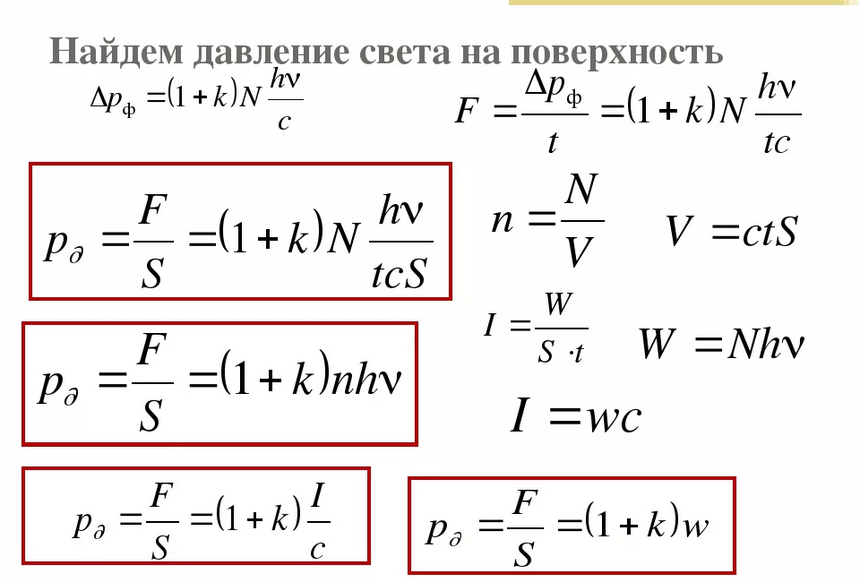 Найдем давление света на поверхность
Δp_ф = (1 + k) N hν/c
F = Δp_ф/t = (1 + k) N hν/tc
p_д = F/S = (1 + k) N hν/tcS
n = N/V
V = ctS
I = W/S · t
W = Nhν
p_д = F/S = (1 + k) nhν
I = wc
p_д = F/S = (1 + k) I/c
p_д = F/S = (1 + k) w